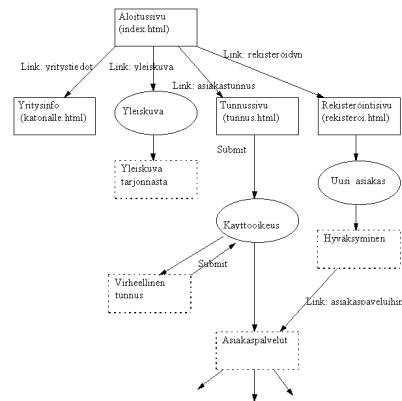 Aloitussivu
(index.html)
Link: yritystiedot
Link: yleiskuva
Link: asiakastunnus
Link: rekisteröidyn
Yritysinfo
(katonalle.html)
Yleiskuva
Tunnussivu
(tunnus.html)
Rekisteröintisivu
(rekisteroi.html)
Submit
Yleiskuva
tarjonnasta
Uusi asiakas
Kayttooikeus
Hyväksyminen
Submit
Virheellinen
tunnus
Link: asiakaspaveluihin
Asiakaspalvelut